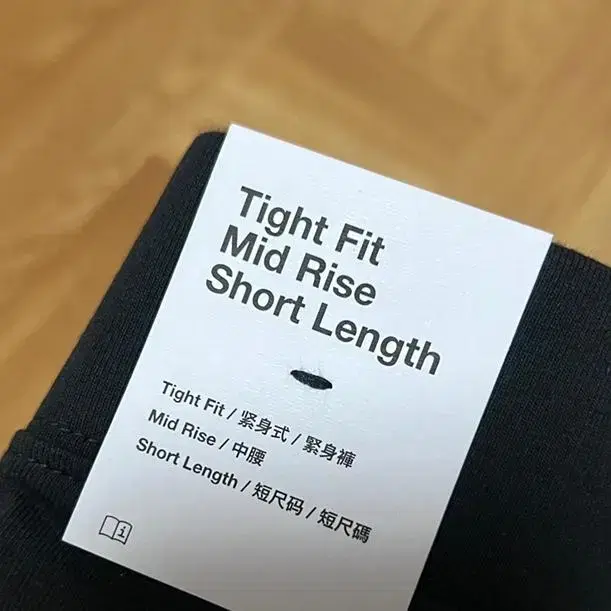 Tight Fit
Mid Rise
Short Length
Tight Fit / 紧身式 / 緊身褲
Mid Rise / 中腰
Short Length / 短尺码 / 短尺碼
i